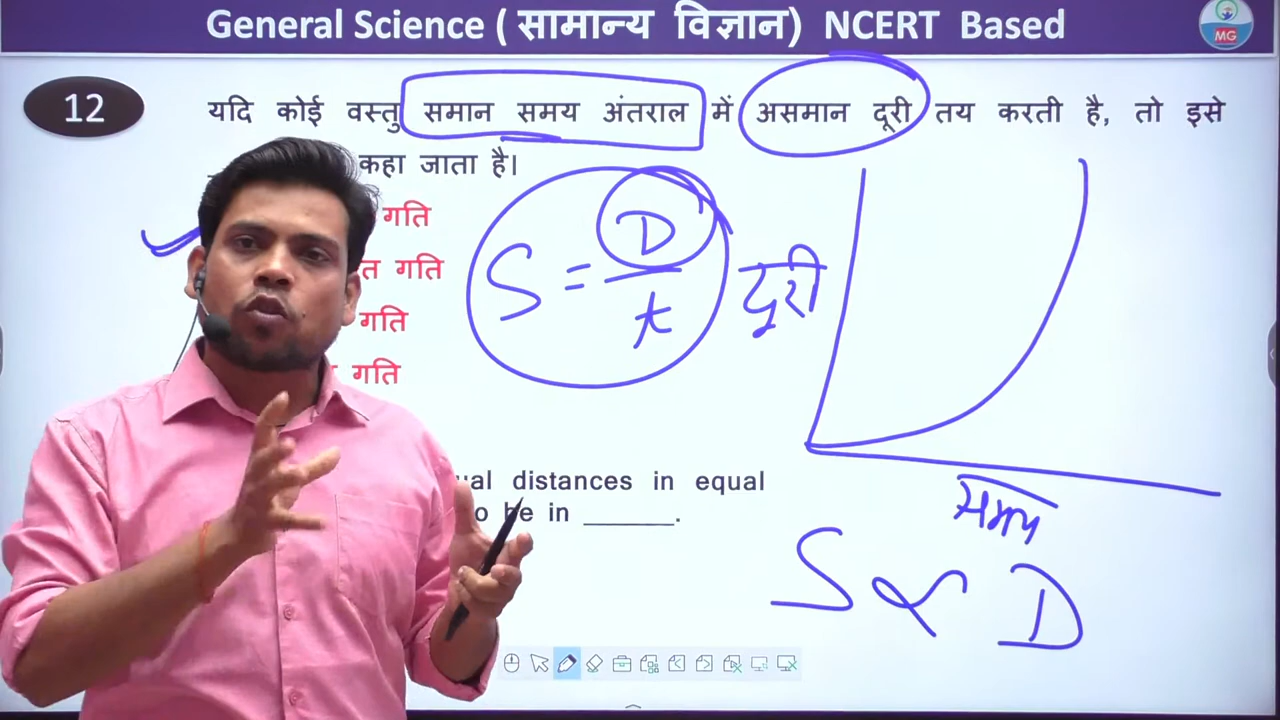 General Science ( सामान्य विज्ञान) NCERT Based
MG
12
यदि कोई वस्तु समान समय अंतराल में असमान दूरी तय करती है, तो इसे
कहा जाता है।
गति
गति
गति
गति
S = D/t
दूरी
समय
distances in equal
be in ______.
S ∝ D